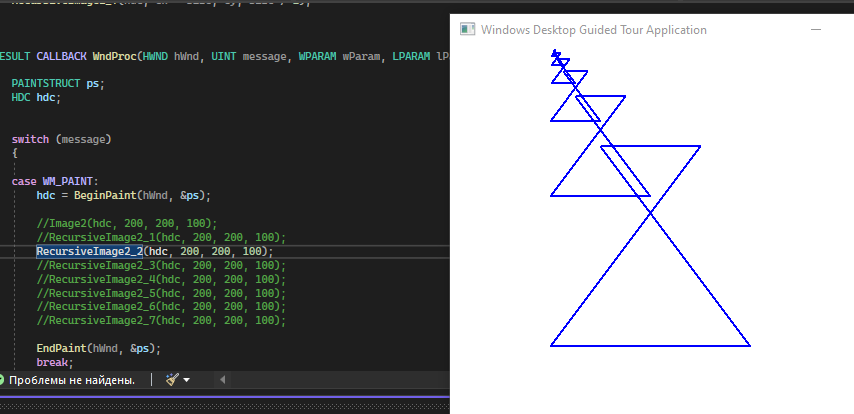 Windows Desktop Guided Tour Application
ESULT CALLBACK WndProc(HWND hWnd, UINT message, WPARAM wParam, LPARAM lP
PAINTSTRUCT ps;
HDC hdc;
switch (message)
{
case WM_PAINT:
hdc = BeginPaint(hWnd, &ps);
//Image2(hdc, 200, 200, 100);
//RecursiveImage2_1(hdc, 200, 200, 100);
RecursiveImage2_2(hdc, 200, 200, 100);
//RecursiveImage2_3(hdc, 200, 200, 100);
//RecursiveImage2_4(hdc, 200, 200, 100);
//RecursiveImage2_5(hdc, 200, 200, 100);
//RecursiveImage2_6(hdc, 200, 200, 100);
//RecursiveImage2_7(hdc, 200, 200, 100);
EndPaint(hWnd, &ps);
break;
Проблемы не найдены.